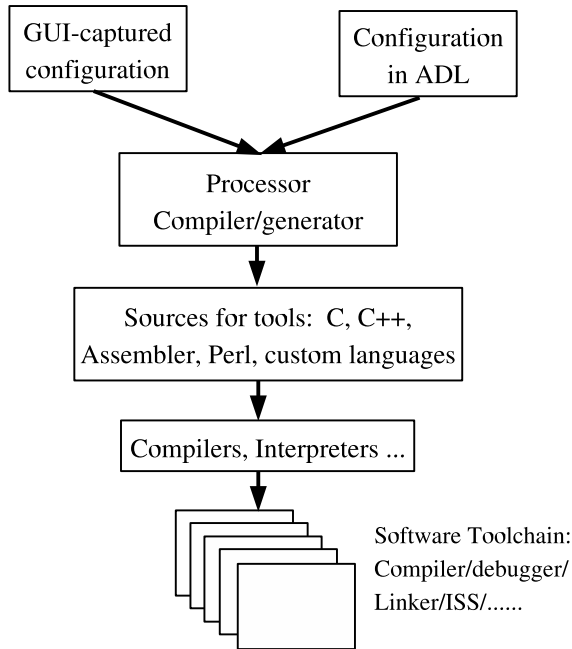 GUI-captured
configuration
Configuration
in ADL
Processor
Compiler/generator
Sources for tools:  C, C++,
Assembler, Perl, custom languages
Compilers, Interpreters ...
Software Toolchain:
Compiler/debugger/
Linker/ISS/......